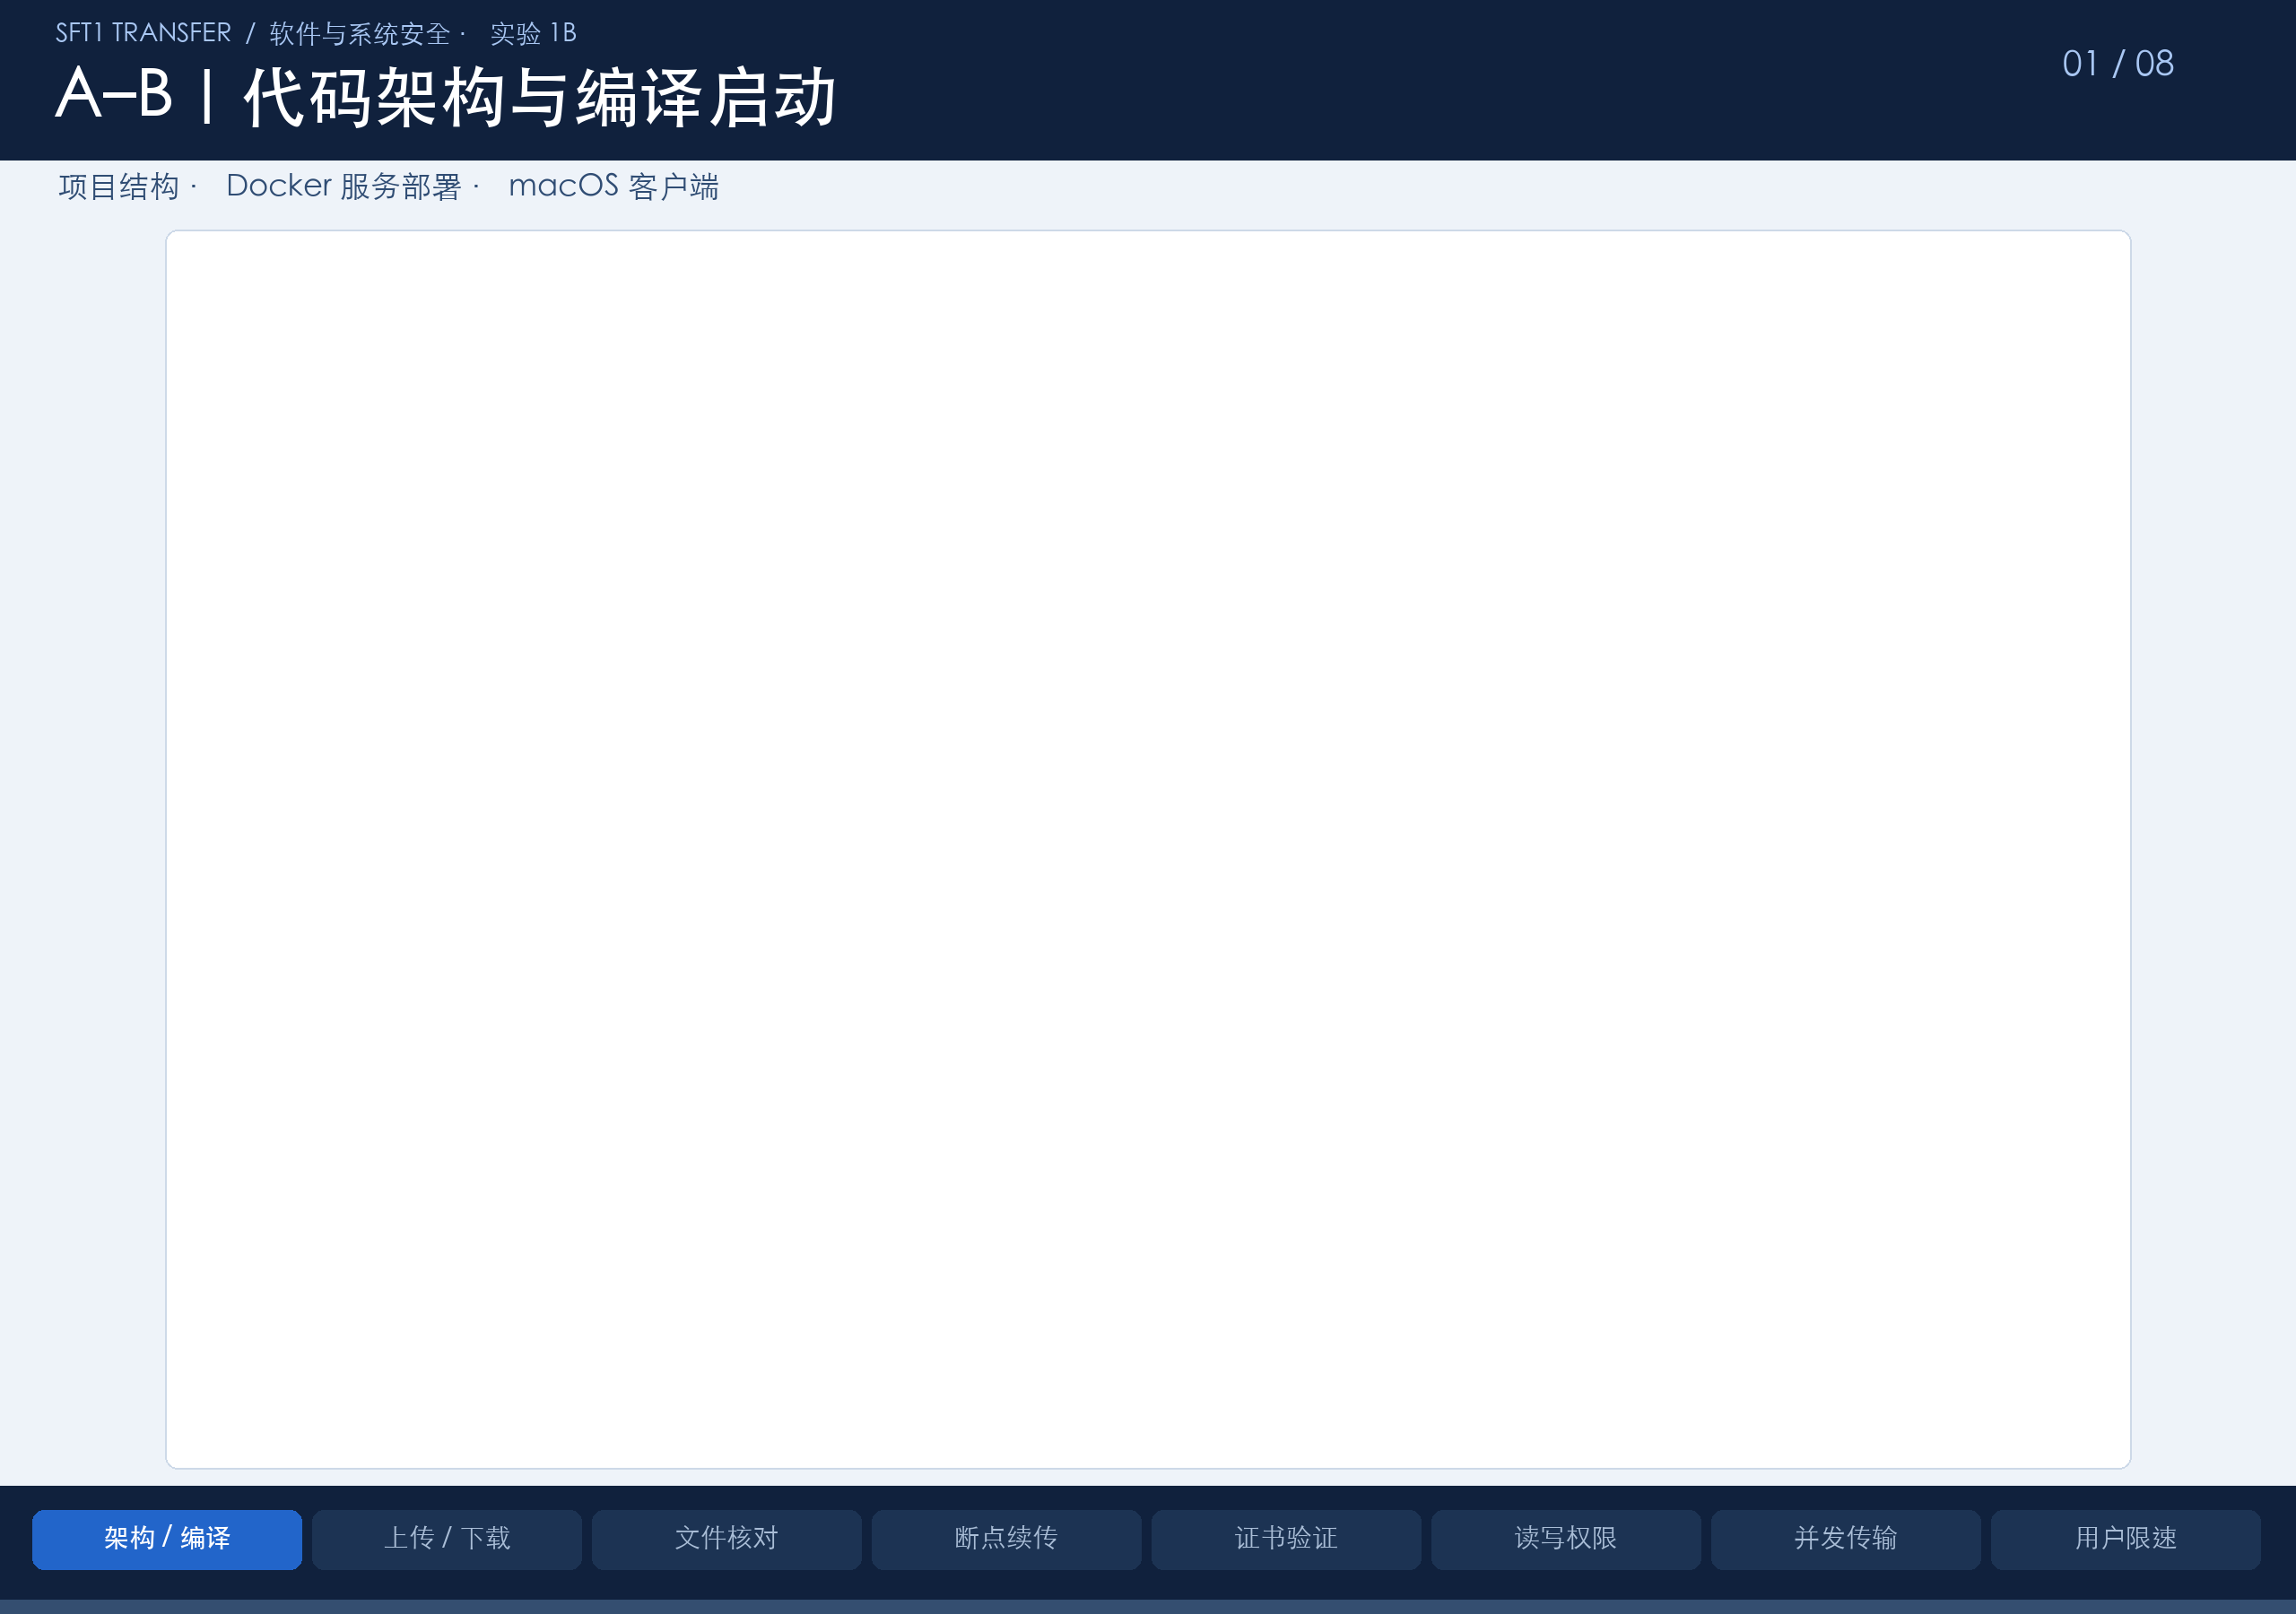 SFT1 TRANSFER / 软件与系统安全 · 实验 1B
01 / 08
A–B | 代码架构与编译启动
项目结构 · Docker 服务部署 · macOS 客户端
架构 / 编译
上传 / 下载
文件核对
断点续传
证书验证
读写权限
并发传输
用户限速